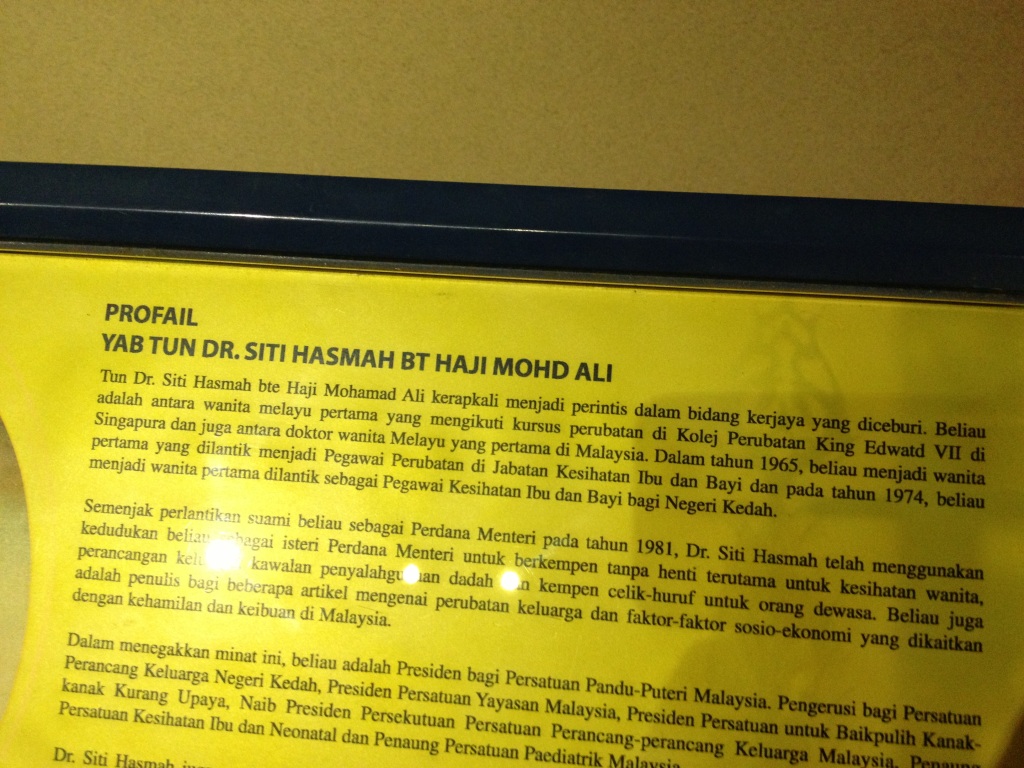 PROFAIL
YAB TUN DR. SITI HASMAH BT HAJI MOHD ALI
Tun Dr. Siti Hasmah bte Haji Mohamad Ali kerapkali menjadi perintis dalam bidang kerjaya yang diceburi. Beliau
adalah antara wanita melayu pertama yang mengikuti kursus perubatan di Kolej Perubatan King Edwatd VII di
Singapura dan juga antara doktor wanita Melayu yang pertama di Malaysia. Dalam tahun 1965, beliau menjadi wanita
pertama yang dilantik menjadi Pegawai Perubatan di Jabatan Kesihatan Ibu dan Bayi dan pada tahun 1974, beliau
menjadi wanita pertama dilantik sebagai Pegawai Kesihatan Ibu dan Bayi bagi Negeri Kedah.
Semenjak perlantikan suami beliau sebagai Perdana Menteri pada tahun 1981, Dr. Siti Hasmah telah menggunakan
kedudukan beliau sebagai isteri Perdana Menteri untuk berkempen tanpa henti terutama untuk kesihatan wanita,
perancangan kawalan penyalahgunaan dadah dan kempen celik-huruf untuk orang dewasa. Beliau juga
adalah penulis bagi beberapa artikel mengenai perubatan keluarga dan faktor-faktor sosio-ekonomi yang dikaitkan
dengan kehamilan dan keibuan di Malaysia.
Dalam menegakkan minat ini, beliau adalah Presiden bagi Persatuan Pandu-Puteri Malaysia. Pengerusi bagi Persatuan
Perancang Keluarga Negeri Kedah, Presiden Persatuan Yayasan Malaysia, Presiden Persatuan untuk Baikpulih Kanak-
kanak Kurang Upaya, Naib Presiden Persekutuan Persatuan Perancang-perancang Keluarga Malaysia, Penaung
Persatuan Kesihatan Ibu dan Neonatal dan Penaung Persatuan Paediatrik Malaysia.
Dr. Siti Hasmah